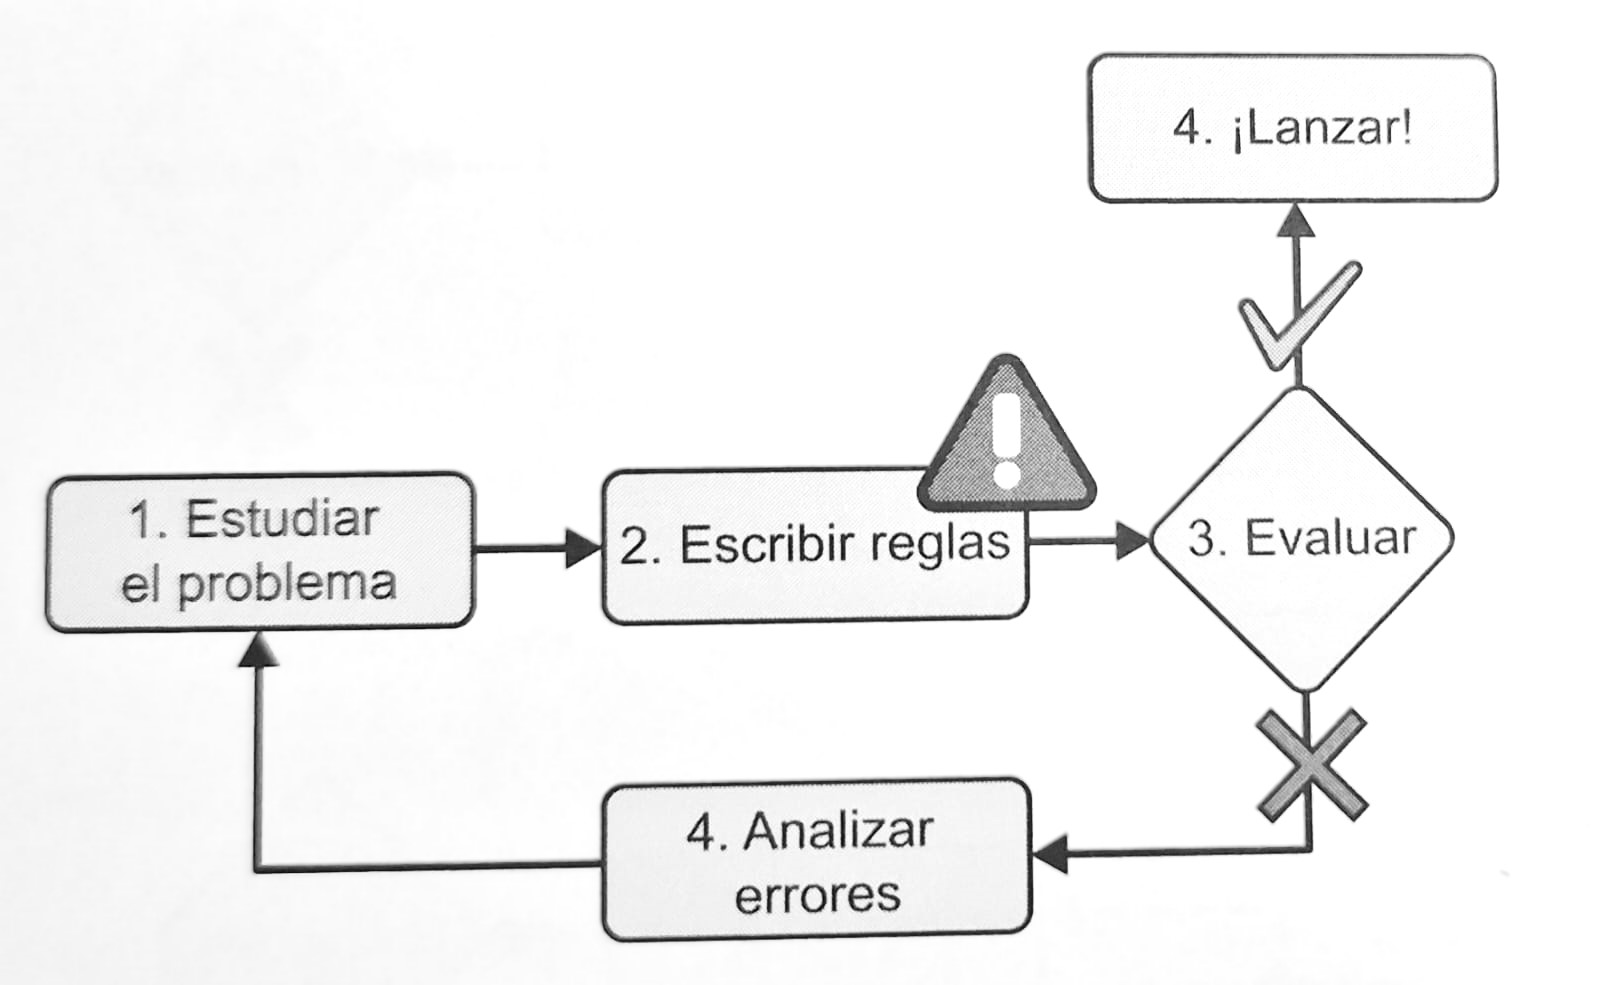 4. ¡Lanzar!
1. Estudiar
el problema
2. Escribir reglas
3. Evaluar
4. Analizar
errores